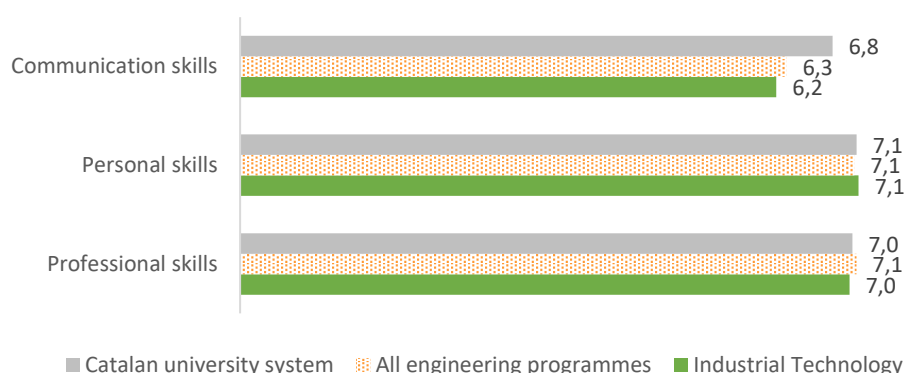 Communication skills
6,8
6,3
6,2
Personal skills
7,1
7,1
7,1
Professional skills
7,0
7,1
7,0
Catalan university system All engineering programmes Industrial Technology